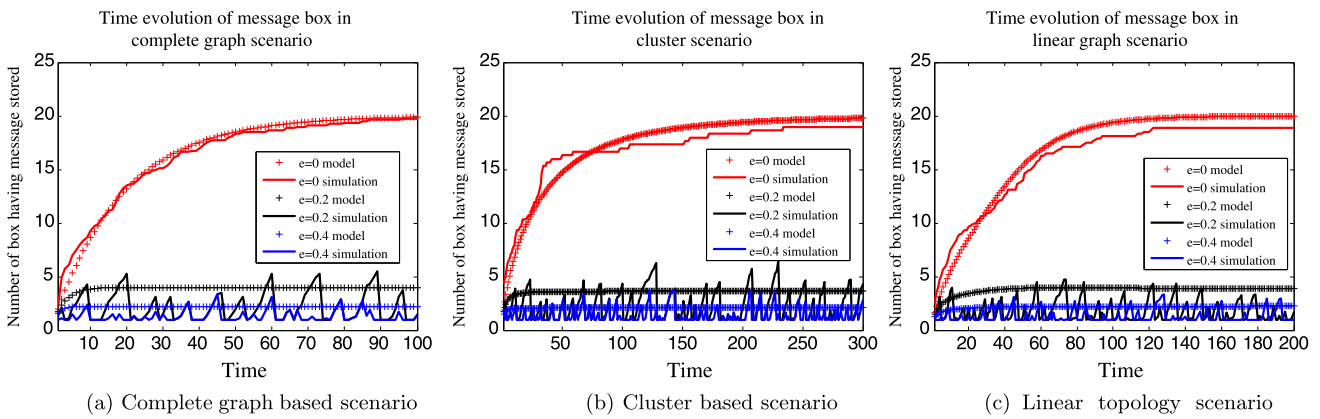 Time evolution of message box in
complete graph scenario
Number of box having message stored
25
20
15
10
5
0
10 20 30 40 50 60 70 80 90 100
Time
e=0 model
e=0 simulation
e=0.2 model
e=0.2 simulation
e=0.4 model
e=0.4 simulation
(a) Complete graph based scenario
Time evolution of message box in
cluster scenario
Number of box having message stored
25
20
15
10
5
0
50 100 150 200 250 300
Time
e=0 model
e=0 simulation
e=0.2 model
e=0.2 simulation
e=0.4 model
e=0.4 simulation
(b) Cluster based scenario
Time evolution of message box in
linear graph scenario
Number of box having message stored
25
20
15
10
5
0
20 40 60 80 100 120 140 160 180 200
Time
e=0 model
e=0 simulation
e=0.2 model
e=0.2 simulation
e=0.4 model
e=0.4 simulation
(c) Linear topology scenario